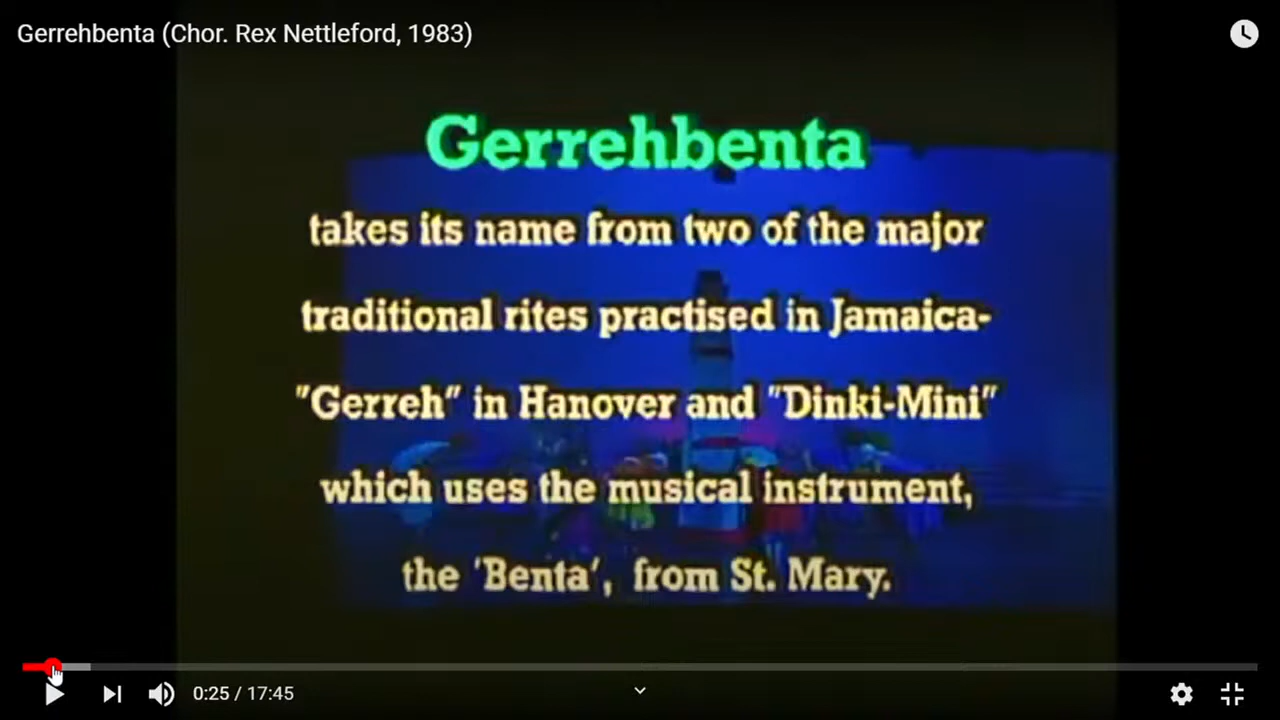 Gerrehbenta (Chor. Rex Nettleford, 1983)
Gerrehbenta
takes its name from two of the major
traditional rites practised in Jamaica-
"Gerreh" in Hanover and "Dinki-Mini"
which uses the musical instrument,
the 'Benta', from St. Mary.
0:25 / 17:45